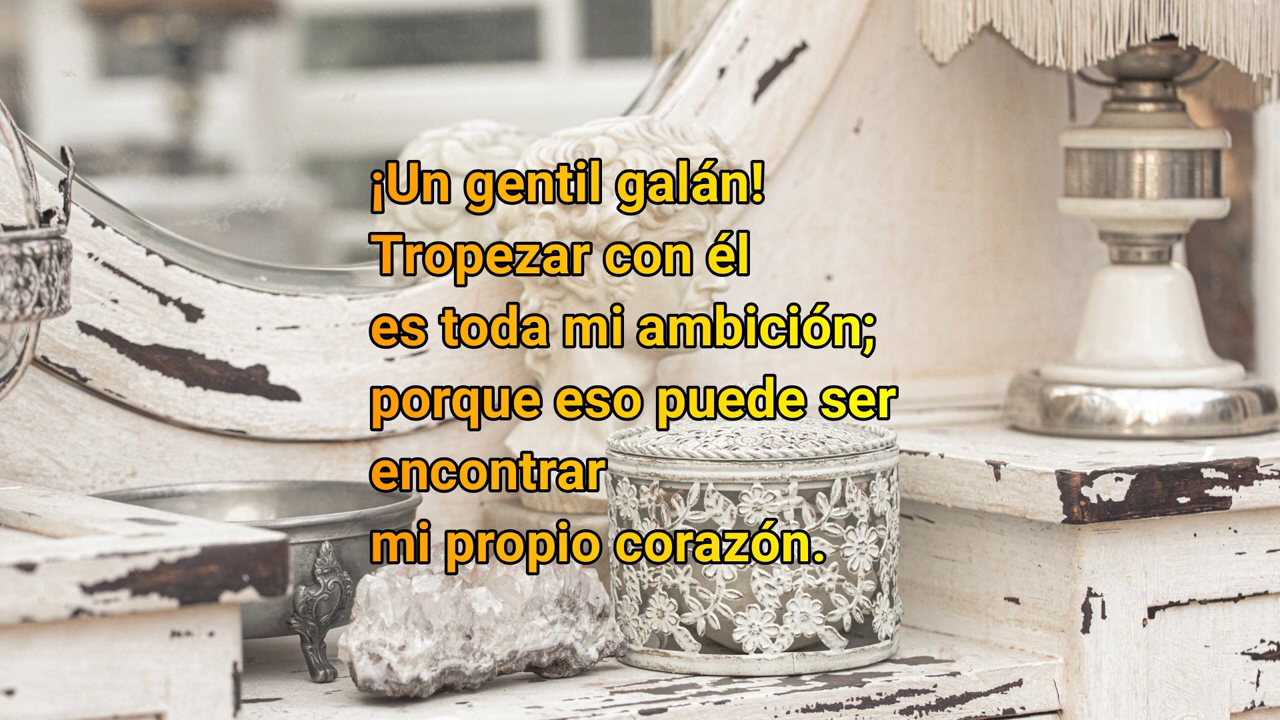 ¡Un gentil galán!
Tropezar con él
es toda mi ambición;
porque eso puede ser
encontrar
mi propio corazón.